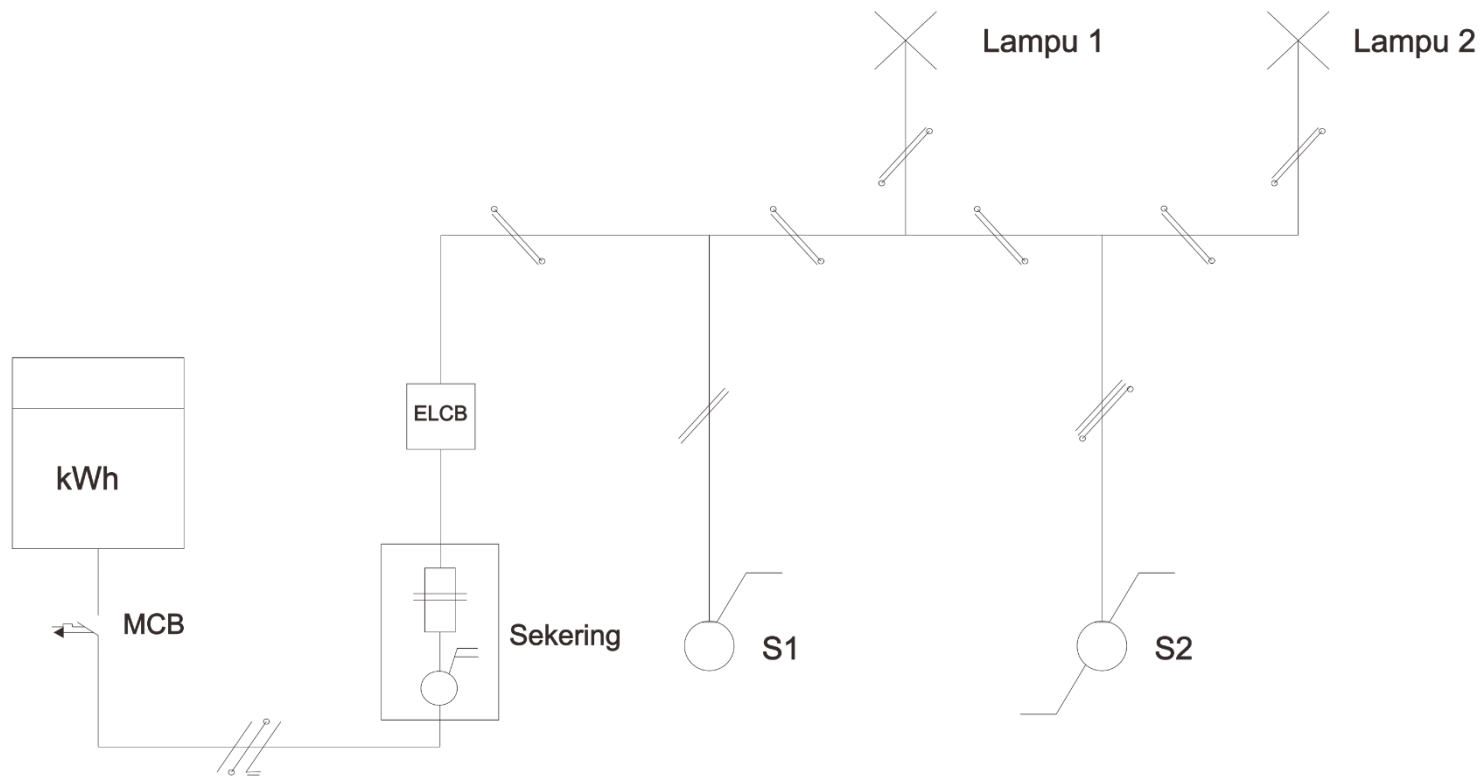 Lampu 1
Lampu 2
ELCB
kWh
MCB
Sekering
S1
S2